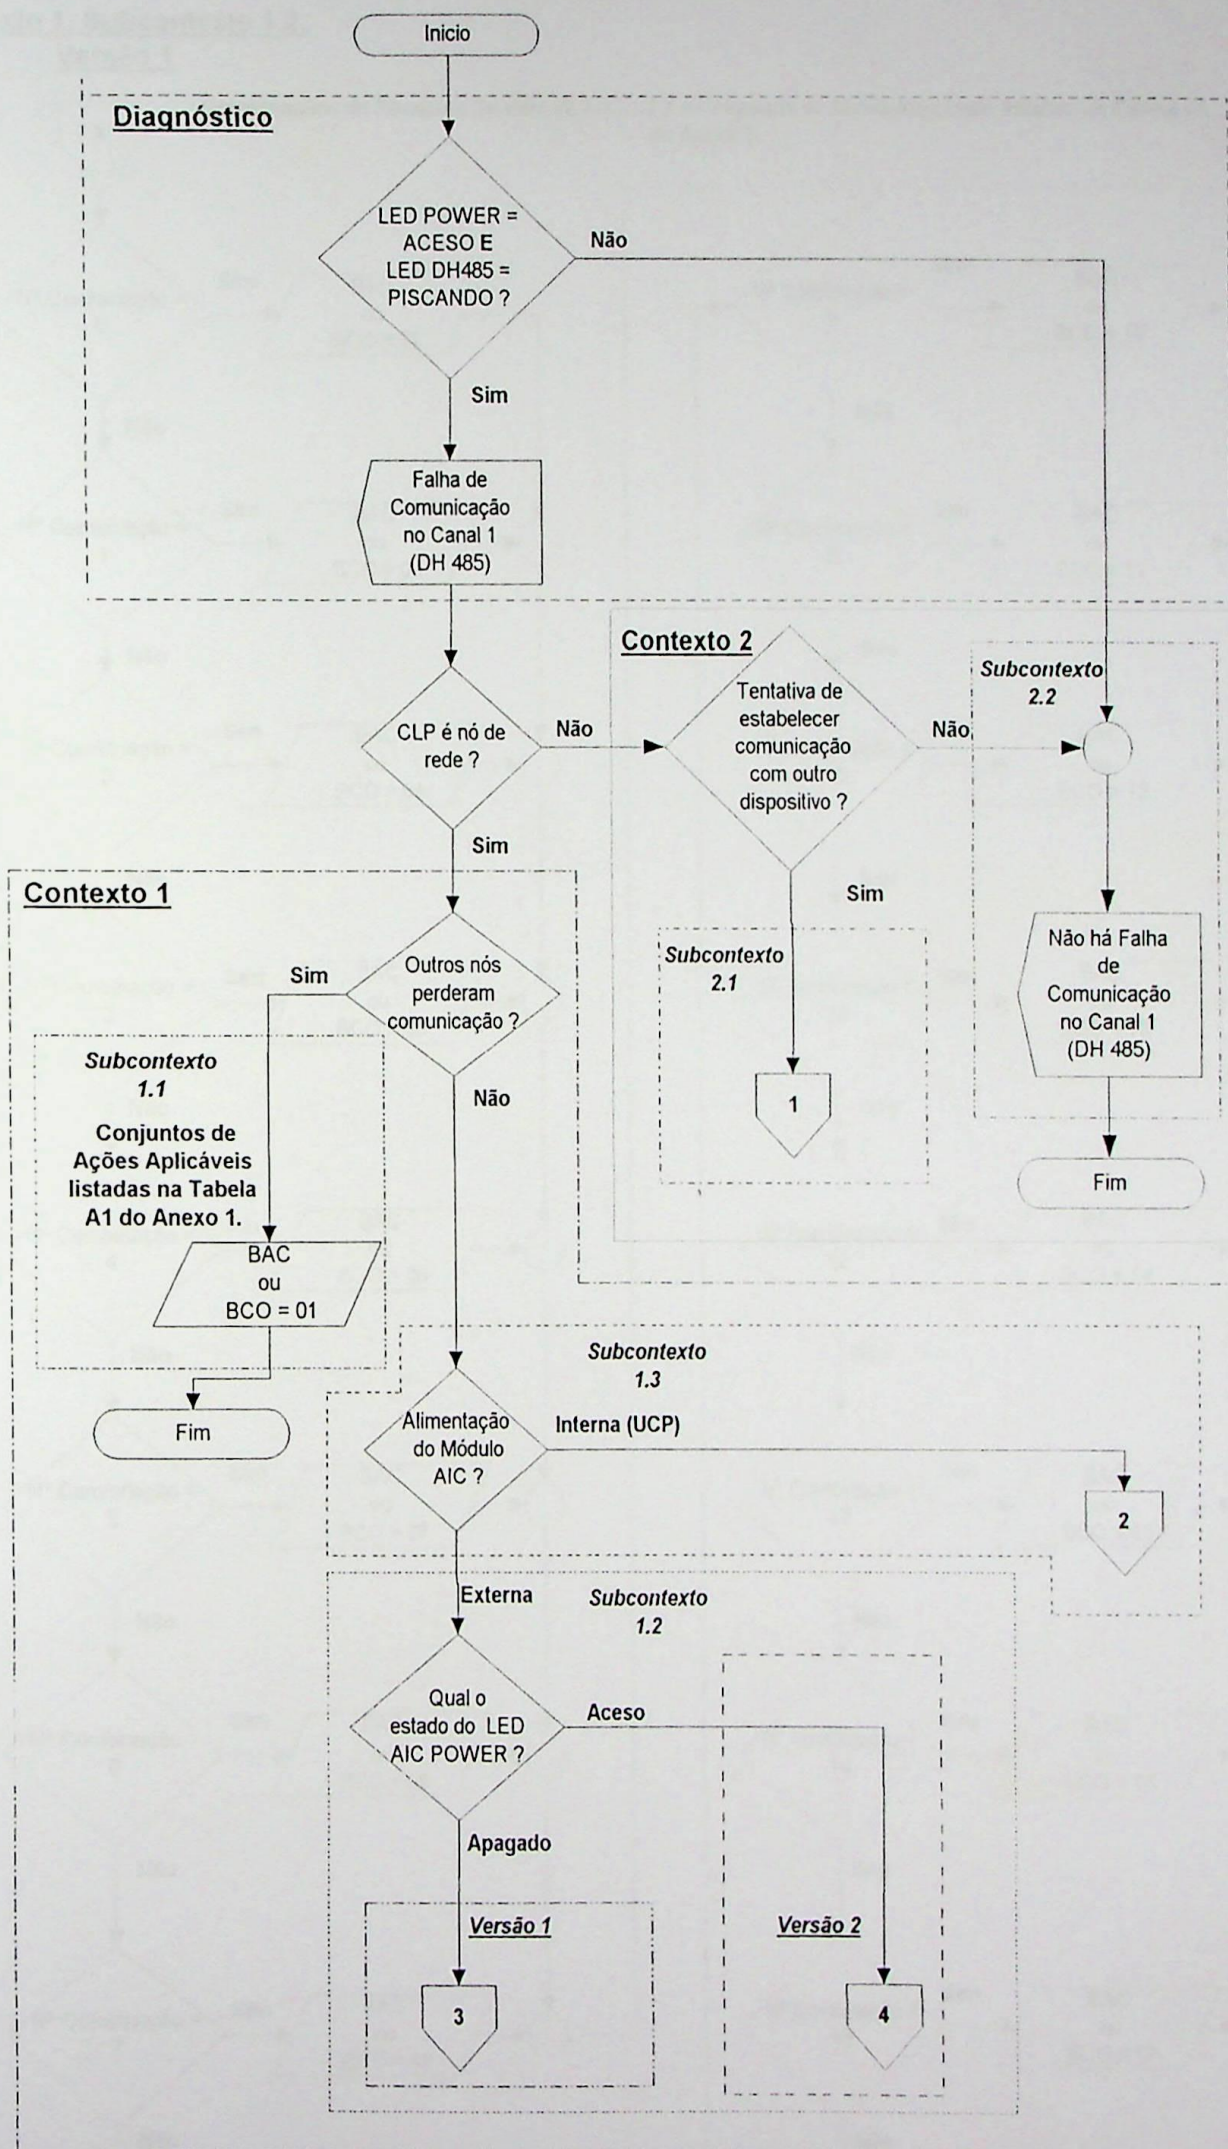 Inicio
Diagnóstico
LED POWER =
ACESO E
LED DH485 =
PISCANDO ?
Não
Sim
Falha de
Comunicação
no Canal 1
(DH 485)
Contexto 2
Tentativa de
estabelecer
comunicação
com outro
dispositivo ?
Subcontexto
2.2
CLP é nó de
rede ?
Não
Não
Sim
Sim
Contexto 1
Outros nós
perderam
comunicação ?
Sim
Não
Subcontexto
2.1
1
Não há Falha
de
Comunicação
no Canal 1
(DH 485)
Fim
Subcontexto
1.1
Conjuntos de
Ações Aplicáveis
listadas na Tabela
A1 do Anexo 1.
BAC
ou
BCO = 01
Fim
Subcontexto
1.3
Alimentação
do Módulo
AIC ?
Interna (UCP)
2
Externa
Subcontexto
1.2
Qual o
estado do LED
AIC POWER ?
Aceso
Apagado
Versão 1
3
Versão 2
4